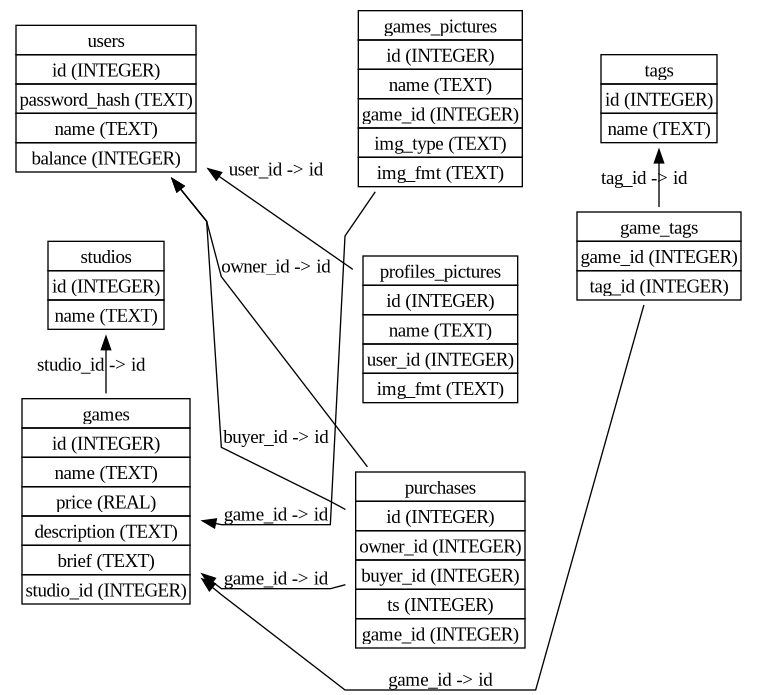 users
id (INTEGER)
password_hash (TEXT)
name (TEXT)
balance (INTEGER)
games_pictures
id (INTEGER)
name (TEXT)
game_id (INTEGER)
img_type (TEXT)
img_fmt (TEXT)
tags
id (INTEGER)
name (TEXT)
user_id -> id
tag_id -> id
game_tags
game_id (INTEGER)
tag_id (INTEGER)
studios
id (INTEGER)
name (TEXT)
owner_id -> id
profiles_pictures
id (INTEGER)
name (TEXT)
user_id (INTEGER)
img_fmt (TEXT)
studio_id -> id
games
id (INTEGER)
name (TEXT)
price (REAL)
description (TEXT)
brief (TEXT)
studio_id (INTEGER)
buyer_id -> id
game_id -> id
game_id -> id
purchases
id (INTEGER)
owner_id (INTEGER)
buyer_id (INTEGER)
ts (INTEGER)
game_id (INTEGER)
game_id -> id